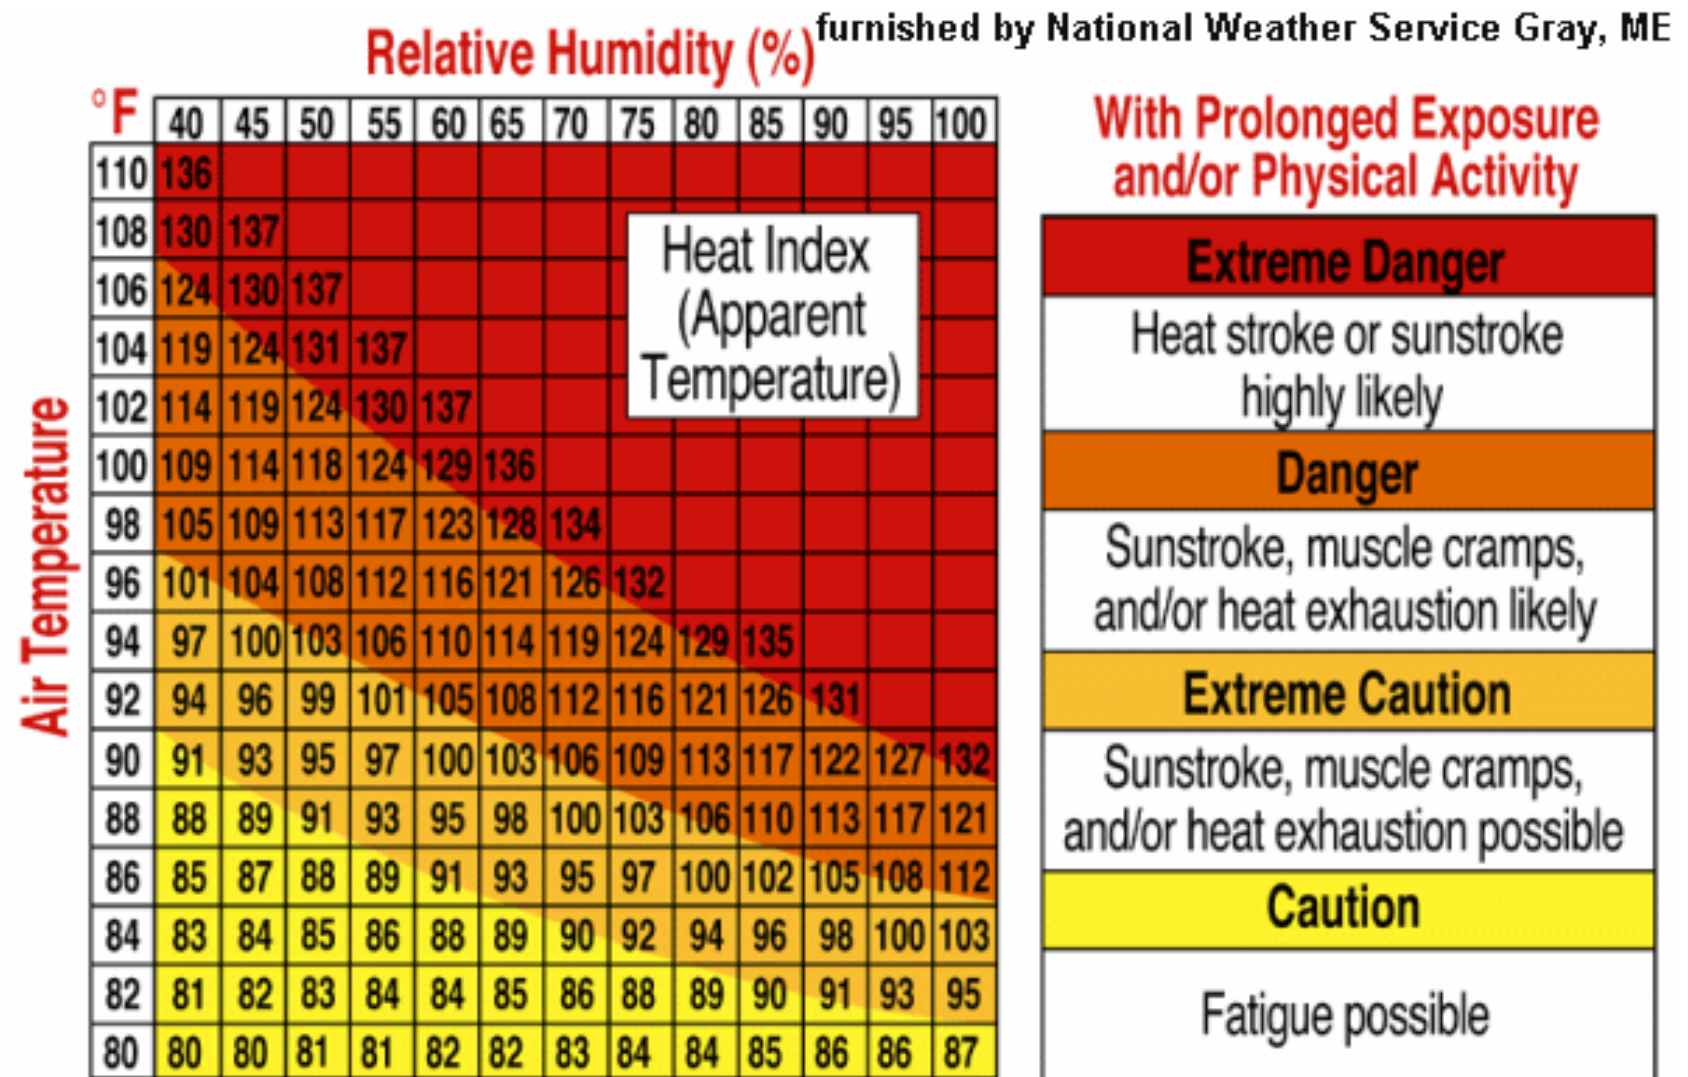 furnished by National Weather Service Gray, ME
Relative Humidity (%)
°F 40 45 50 55 60 65 70 75 80 85 90 95 100
110 136
108 130 137
106 124 130 137
104 119 124 131 137
102 114 119 124 130 137
100 109 114 118 124 129 136
98 105 109 113 117 123 128 134
96 101 104 108 112 116 121 126 132
94 97 100 103 106 110 114 119 124 129 135
92 94 96 99 101 105 108 112 116 121 126 131
90 91 93 95 97 100 103 106 109 113 117 122 127 132
88 88 89 91 93 95 98 100 103 106 110 113 117 121
86 85 87 88 89 91 93 95 97 100 102 105 108 112
84 83 84 85 86 88 89 90 92 94 96 98 100 103
82 81 82 83 84 84 85 86 88 89 90 91 93 95
80 80 80 81 81 82 82 83 84 84 85 86 86 87
Air Temperature
Heat Index
(Apparent
Temperature)
With Prolonged Exposure
and/or Physical Activity
Extreme Danger
Heat stroke or sunstroke
highly likely
Danger
Sunstroke, muscle cramps,
and/or heat exhaustion likely
Extreme Caution
Sunstroke, muscle cramps,
and/or heat exhaustion possible
Caution
Fatigue possible